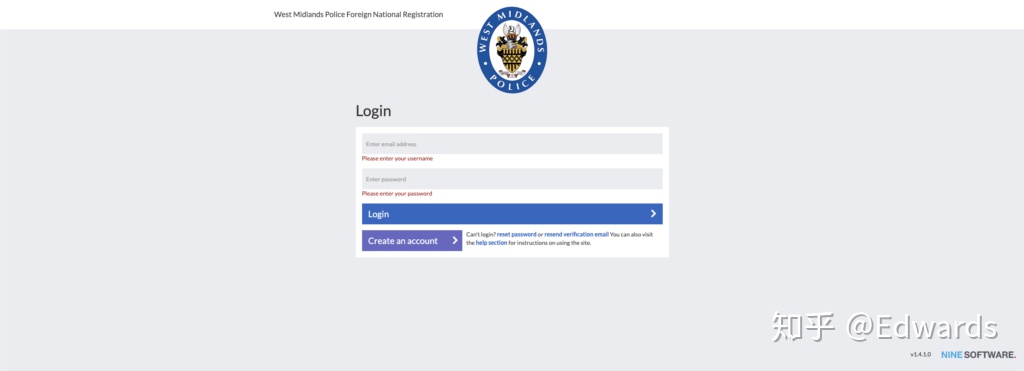 West Midlands Police Foreign National Registration
WEST MIDLANDS
POLICE
Login
Enter email address
Please enter your username
Enter password
Please enter your password
Login
Create an account
Can't login? reset password or resend verification email You can also visit
the help section for instructions on using the site.
知乎 @Edwards
v1.4.1.0
NINE SOFTWARE.